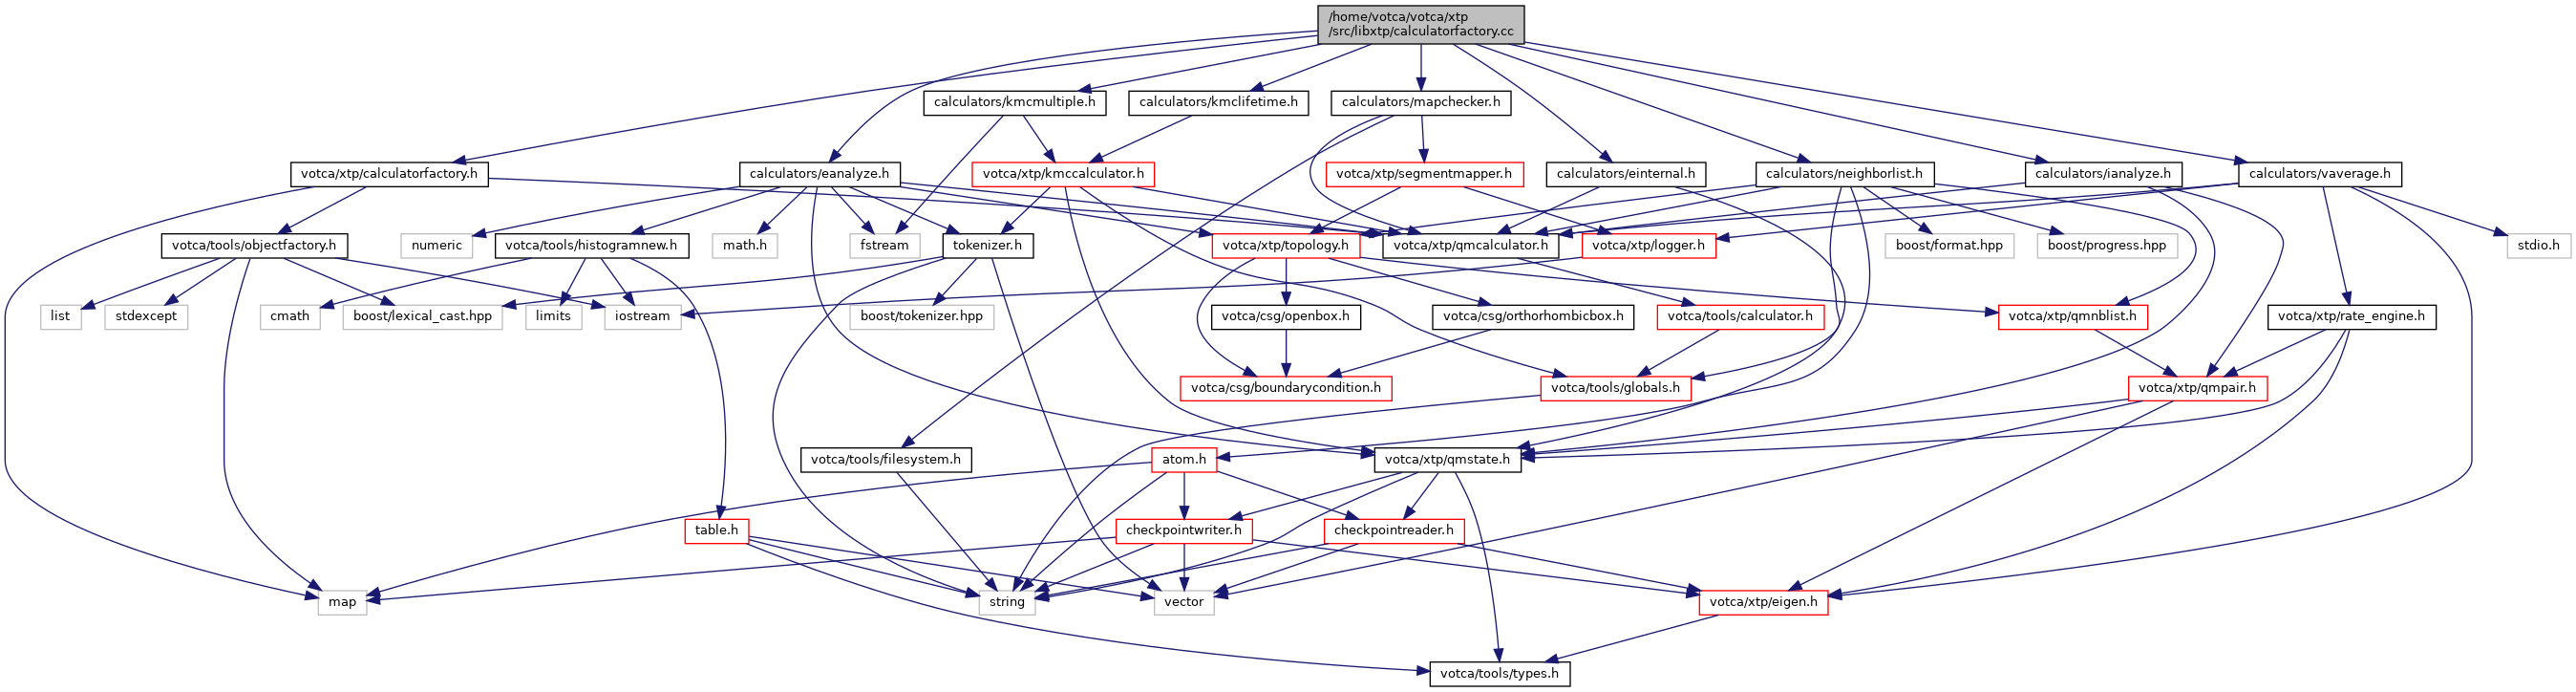 /home/votca/votca/xtp
/src/libxtp/calculatorfactory.cc
calculators/kmcmultiple.h
calculators/kmclifetime.h
calculators/mapchecker.h
votca/xtp/calculatorfactory.h
calculators/eanalyze.h
votca/xtp/kmccalculator.h
votca/xtp/segmentmapper.h
calculators/einternal.h
calculators/neighborlist.h
calculators/ianalyze.h
calculators/vaverage.h
votca/tools/objectfactory.h
numeric
votca/tools/histogramnew.h
math.h
fstream
tokenizer.h
votca/xtp/topology.h
votca/xtp/qmcalculator.h
votca/xtp/logger.h
boost/format.hpp
boost/progress.hpp
stdio.h
list
stdexcept
cmath
boost/lexical_cast.hpp
limits
iostream
boost/tokenizer.hpp
votca/csg/openbox.h
votca/csg/orthorhombicbox.h
votca/tools/calculator.h
votca/xtp/qmnblist.h
votca/xtp/rate_engine.h
votca/csg/boundarycondition.h
votca/tools/globals.h
votca/xtp/qmpair.h
votca/tools/filesystem.h
atom.h
votca/xtp/qmstate.h
table.h
checkpointwriter.h
checkpointreader.h
map
string
vector
votca/xtp/eigen.h
votca/tools/types.h